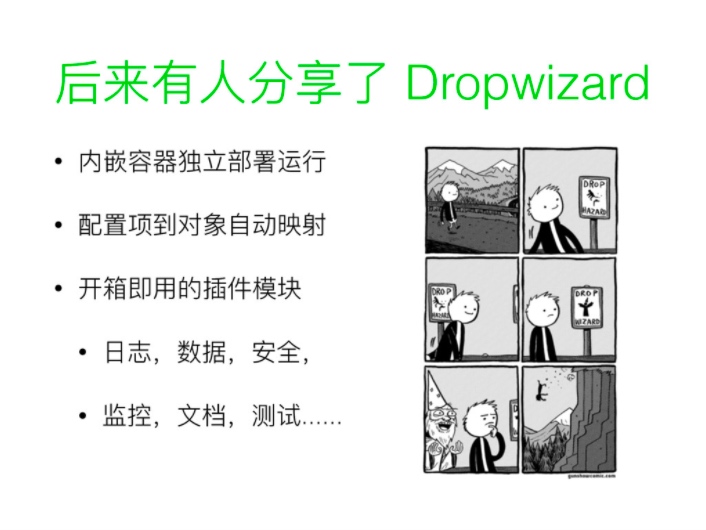 后来有人分享了 Dropwizard
• 内嵌容器独立部署运行
• 配置项到对象自动映射
• 开箱即用的插件模块
• 日志，数据，安全，
• 监控，文档，测试......
DROP
HAZARD
DROP
HAZARD
DROP
WIZARD
gunshowcomic.com